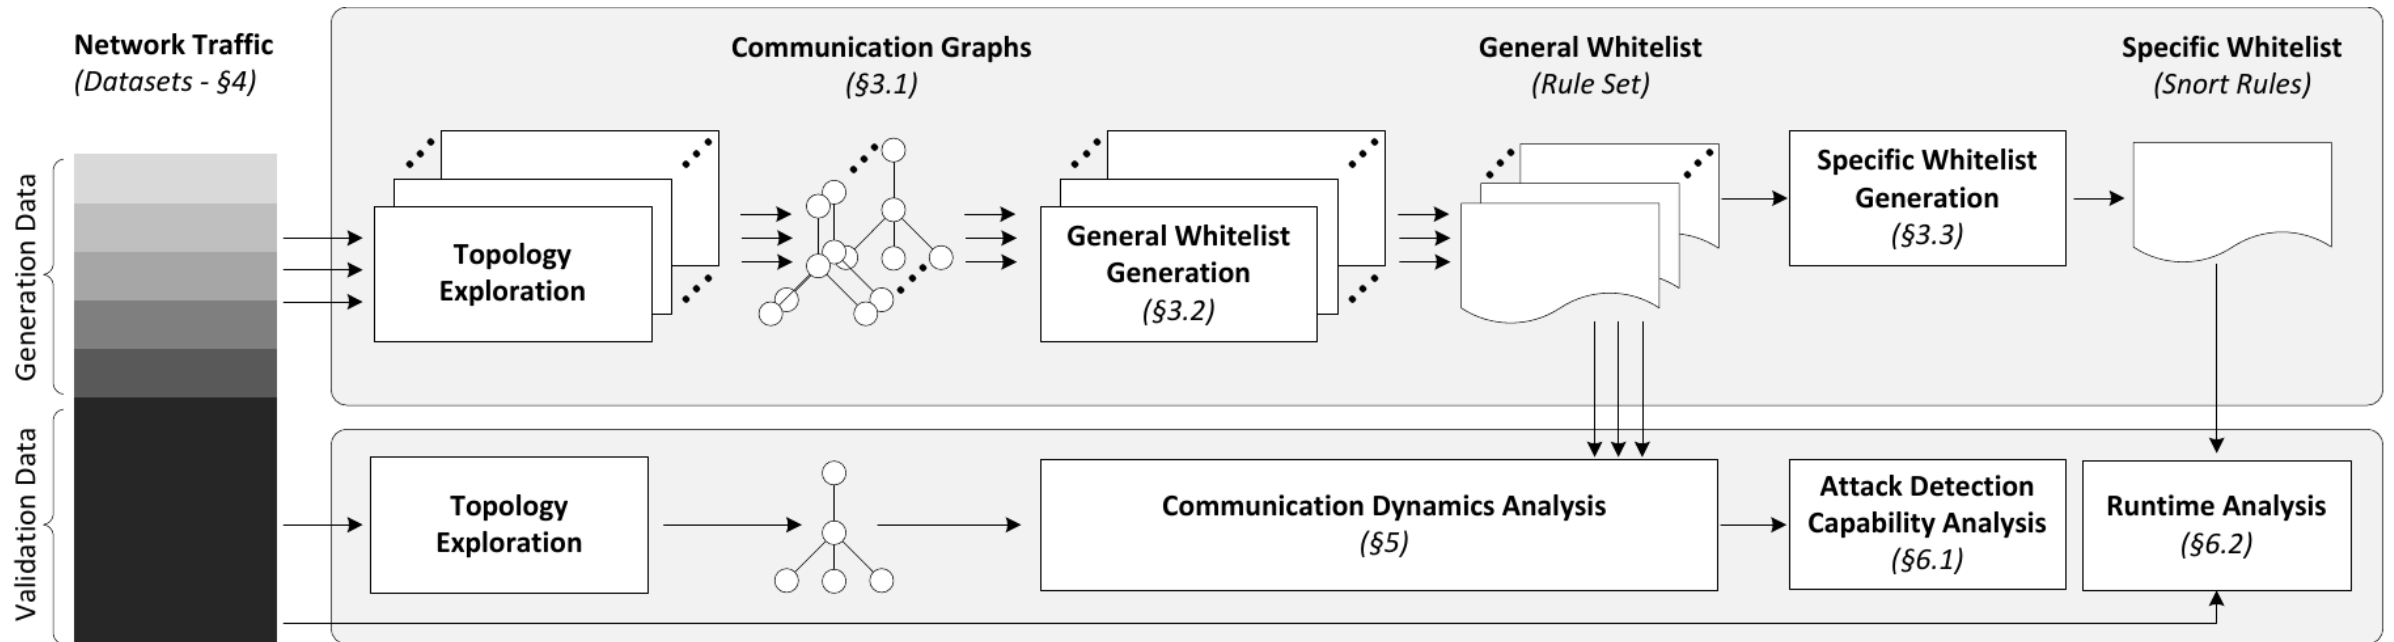 Network Traffic
(Datasets - §4)
Communication Graphs
(§3.1)
General Whitelist
(Rule Set)
Specific Whitelist
(Snort Rules)
Generation Data
Topology
Exploration
General Whitelist
Generation
(§3.2)
Specific Whitelist
Generation
(§3.3)
Validation Data
Topology
Exploration
Communication Dynamics Analysis
(§5)
Attack Detection
Capability Analysis
(§6.1)
Runtime Analysis
(§6.2)